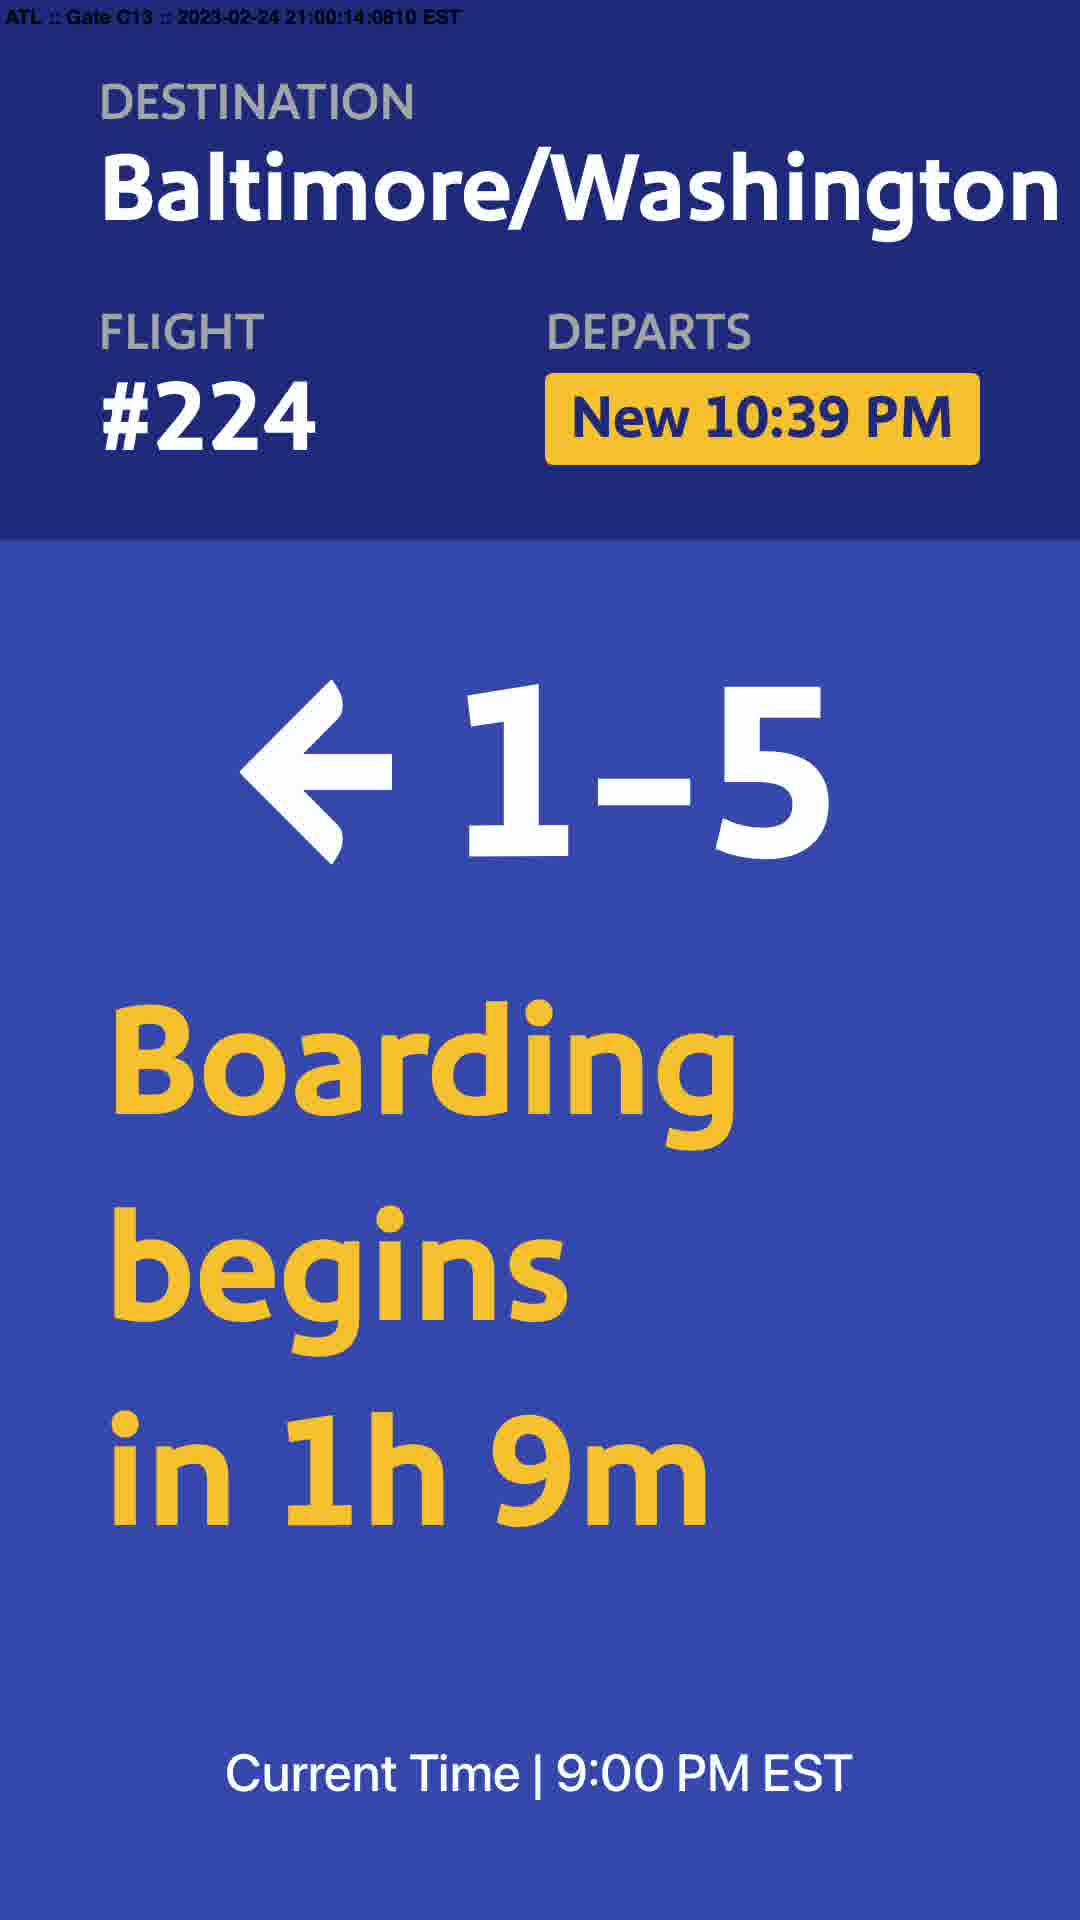 ATL :: Gate C13 :: 2023-02-24 21:00:14:0810 EST
DESTINATION
Baltimore/Washington
FLIGHT DEPARTS
#224 New 10:39 PM
← 1-5
Boarding
begins
in 1h 9m
Current Time | 9:00 PM EST